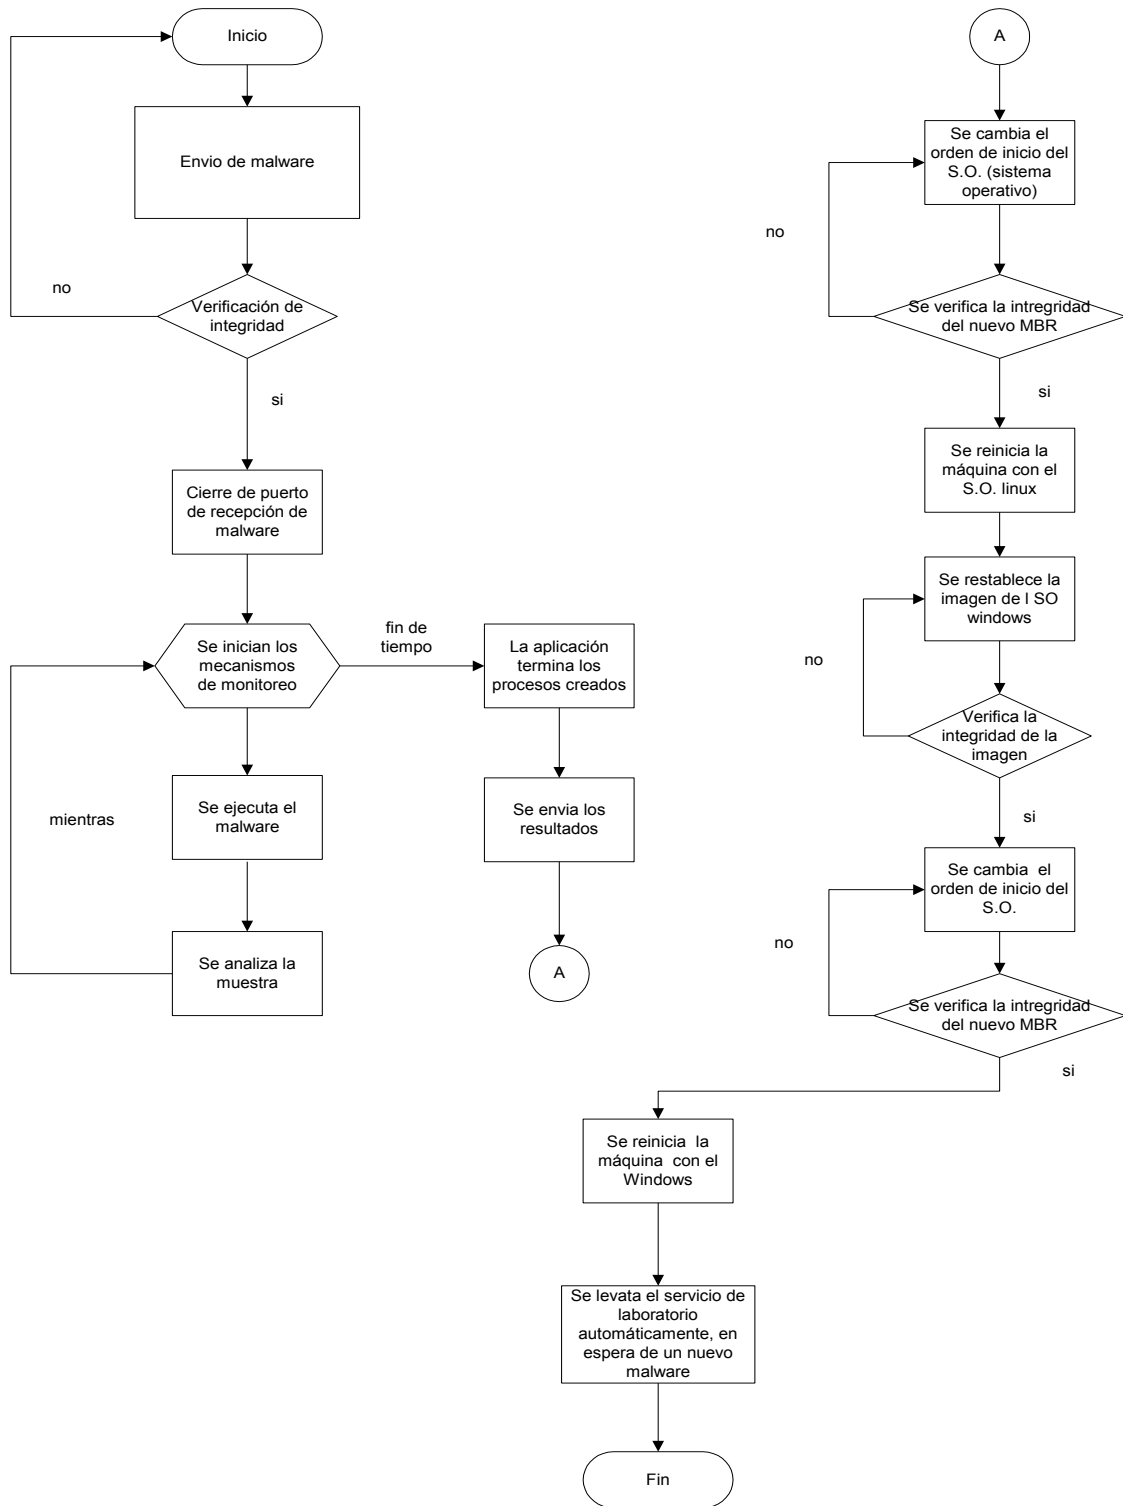 Inicio
Envio de malware
Verificación de
integridad
no
si
Cierre de puerto
de recepción de
malware
Se inician los
mecanismos
de monitoreo
fin de
tiempo
La aplicación
termina los
procesos creados
Se ejecuta el
malware
mientras
Se envia los
resultados
Se analiza la
muestra
A
A
Se cambia el
orden de inicio del
S.O. (sistema
operativo)
no
Se verifica la intregridad
del nuevo MBR
si
Se reinicia la
máquina con el
S.O. linux
Se restablece la
imagen de l SO
windows
no
Verifica la
integridad de la
imagen
si
Se cambia  el
orden de inicio del
S.O.
no
Se verifica la intregridad
del nuevo MBR
si
Se reinicia  la
máquina  con el
Windows
Se levata el servicio de
laboratorio
automáticamente, en
espera de un nuevo
malware
Fin